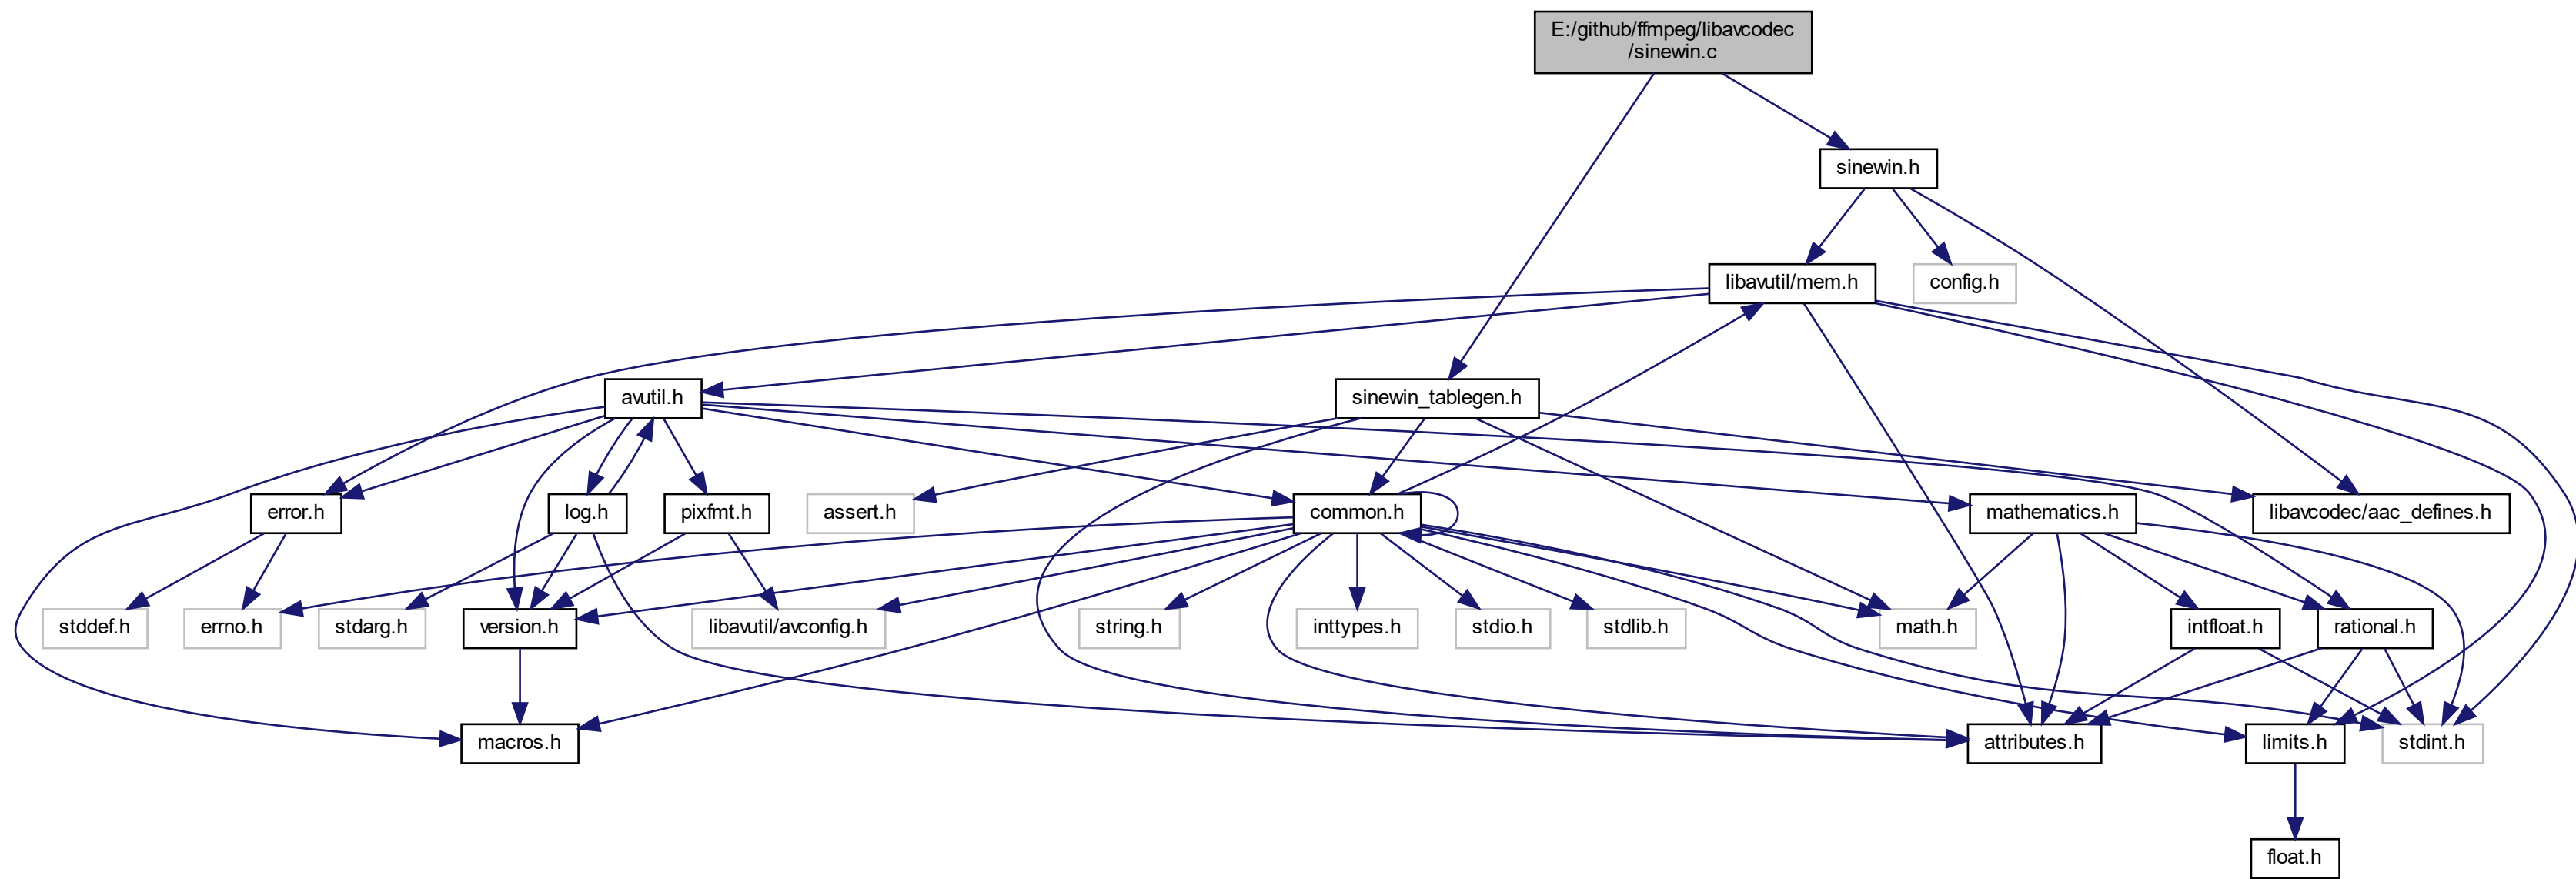 E:/github/ffmpeg/libavcodec
/sinewin.c
sinewin.h
libavutil/mem.h
config.h
avutil.h
sinewin_tablegen.h
error.h
log.h
pixfmt.h
assert.h
common.h
mathematics.h
libavcodec/aac_defines.h
stddef.h
errno.h
stdarg.h
version.h
libavutil/avconfig.h
string.h
inttypes.h
stdio.h
stdlib.h
math.h
intfloat.h
rational.h
macros.h
attributes.h
limits.h
stdint.h
float.h